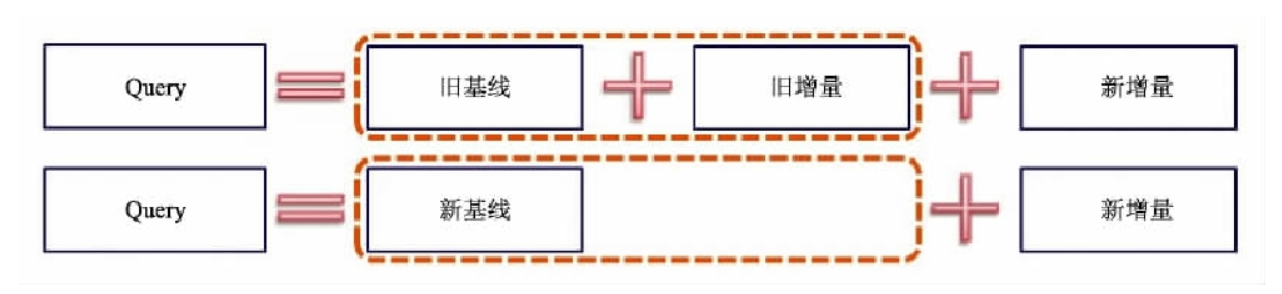 Query = 旧基线 + 旧增量 + 新增量
Query = 新基线 + 新增量